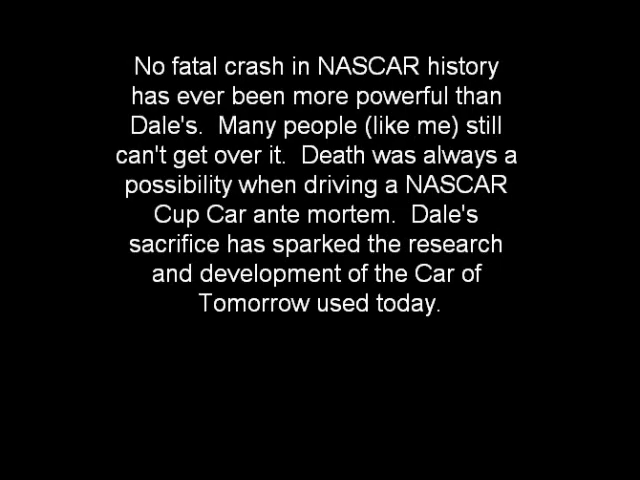 No fatal crash in NASCAR history
has ever been more powerful than
Dale's.  Many people (like me) still
can't get over it.  Death was always a
possibility when driving a NASCAR
Cup Car ante mortem.  Dale's
sacrifice has sparked the research
and development of the Car of
Tomorrow used today.